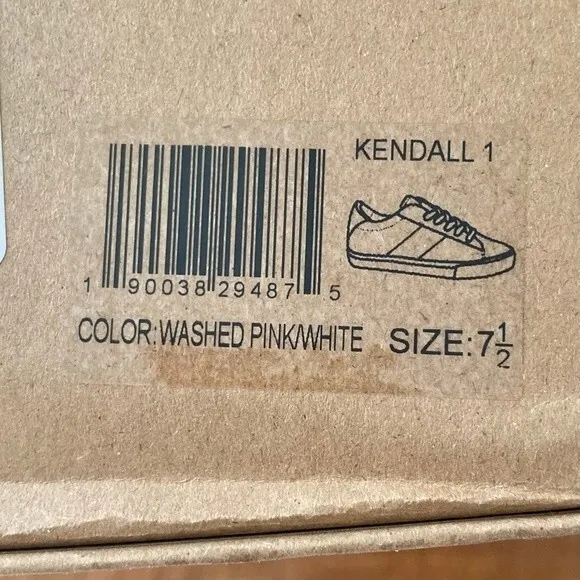 KENDALL 1
1 90038 29487 5
COLOR:WASHED PINK/WHITE SIZE:7½